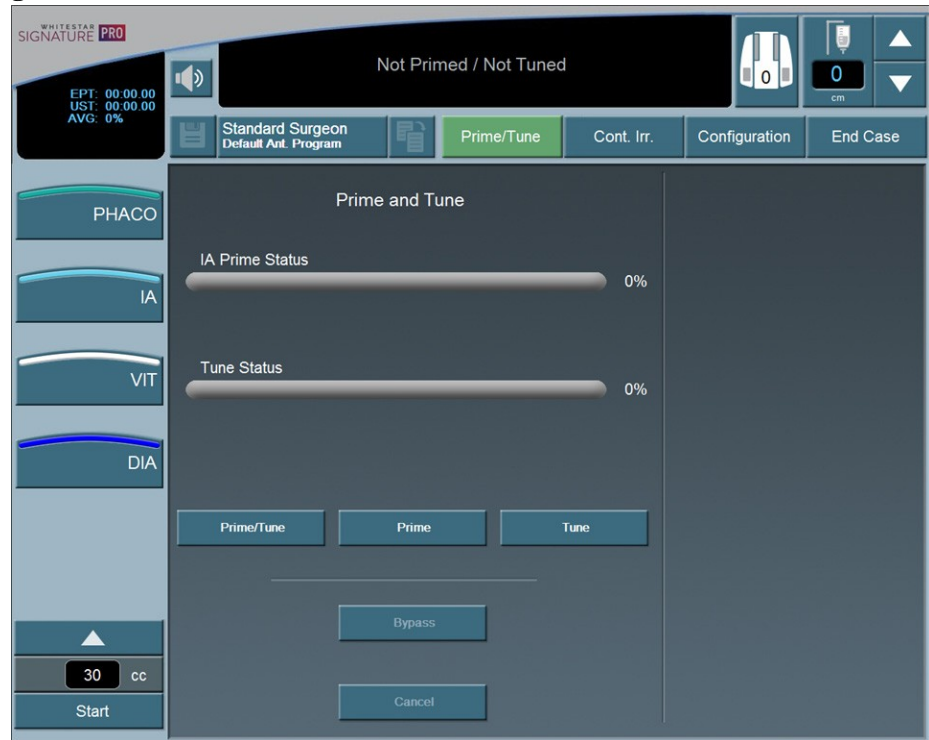 WHITESTAR
SIGNATURE PRO
EPT: 00:00.00
UST: 00:00.00
AVG: 0%
Not Primed / Not Tuned
0
0
cm
Standard Surgeon
Default Ant. Program
Prime/Tune
Cont. Irr.
Configuration
End Case
PHACO
IA
VIT
DIA
Prime and Tune
IA Prime Status
0%
Tune Status
0%
Prime/Tune
Prime
Tune
Bypass
Cancel
30 cc
Start